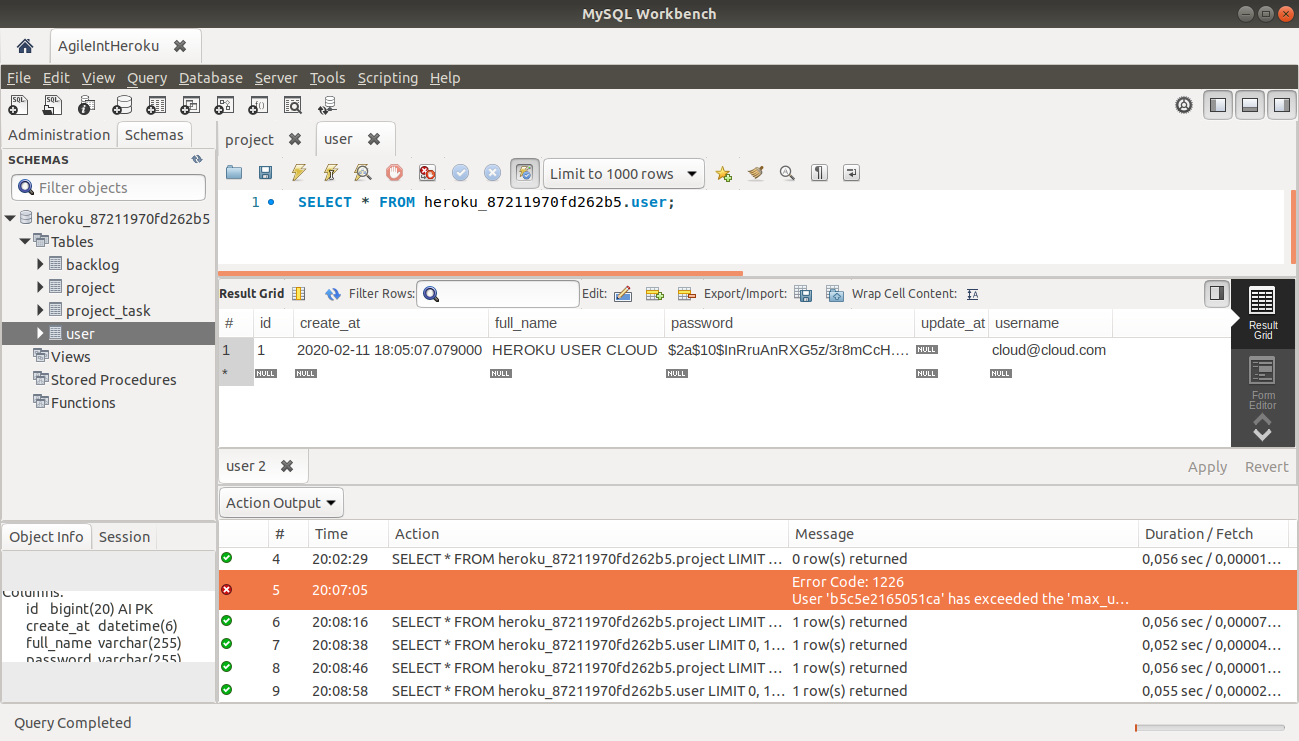 MySQL Workbench
AgileIntHeroku
File Edit View Query Database Server Tools Scripting Help
Administration Schemas
SCHEMAS
Filter objects
heroku_87211970fd262b5
Tables
backlog
project
project_task
user
Views
Stored Procedures
Functions
Object Info Session
Columns:
id bigint(20) AI PK
create_at datetime(6)
full_name varchar(255)
password varchar(255)
project user
Limit to 1000 rows
1 SELECT * FROM heroku_87211970fd262b5.user;
Result Grid Filter Rows: Edit: Export/Import: Wrap Cell Content:
# id create_at full_name password update_at username
1 1 2020-02-11 18:05:07.079000 HEROKU USER CLOUD $2a$10$InRruAnRXG5z/3r8mCcH.… NULL cloud@cloud.com
* NULL NULL NULL NULL NULL NULL
Result
Grid
Form
Editor
user 2 Apply Revert
Action Output
# Time Action Message Duration / Fetch
4 20:02:29 SELECT * FROM heroku_87211970fd262b5.project LIMIT … 0 row(s) returned 0,056 sec / 0,00001…
5 20:07:05 Error Code: 1226
User 'b5c5e2165051ca' has exceeded the 'max_u…
6 20:08:16 SELECT * FROM heroku_87211970fd262b5.project LIMIT … 1 row(s) returned 0,056 sec / 0,00007…
7 20:08:38 SELECT * FROM heroku_87211970fd262b5.user LIMIT 0, 1… 1 row(s) returned 0,052 sec / 0,00004…
8 20:08:46 SELECT * FROM heroku_87211970fd262b5.project LIMIT … 1 row(s) returned 0,056 sec / 0,00001…
9 20:08:58 SELECT * FROM heroku_87211970fd262b5.user LIMIT 0, 1… 1 row(s) returned 0,055 sec / 0,00002…
Query Completed